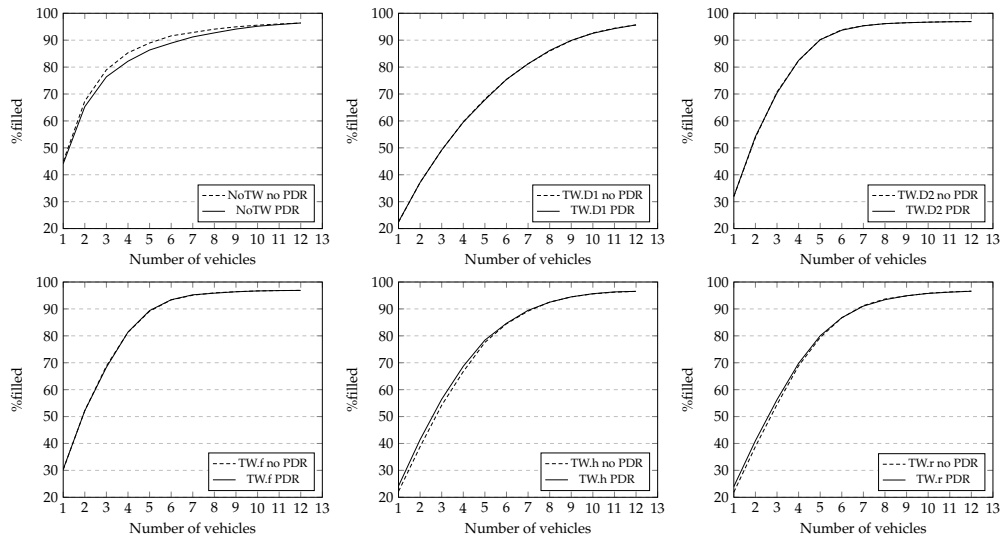 100
90
80
70
60
50
40
30
20
%filled
1 2 3 4 5 6 7 8 9 10 11 12 13
Number of vehicles
NoTW no PDR
NoTW PDR
100
90
80
70
60
50
40
30
20
%filled
1 2 3 4 5 6 7 8 9 10 11 12 13
Number of vehicles
TW.D1 no PDR
TW.D1 PDR
100
90
80
70
60
50
40
30
20
%filled
1 2 3 4 5 6 7 8 9 10 11 12 13
Number of vehicles
TW.D2 no PDR
TW.D2 PDR
100
90
80
70
60
50
40
30
20
%filled
1 2 3 4 5 6 7 8 9 10 11 12 13
Number of vehicles
TW.f no PDR
TW.f PDR
100
90
80
70
60
50
40
30
20
%filled
1 2 3 4 5 6 7 8 9 10 11 12 13
Number of vehicles
TW.h no PDR
TW.h PDR
100
90
80
70
60
50
40
30
20
%filled
1 2 3 4 5 6 7 8 9 10 11 12 13
Number of vehicles
TW.r no PDR
TW.r PDR